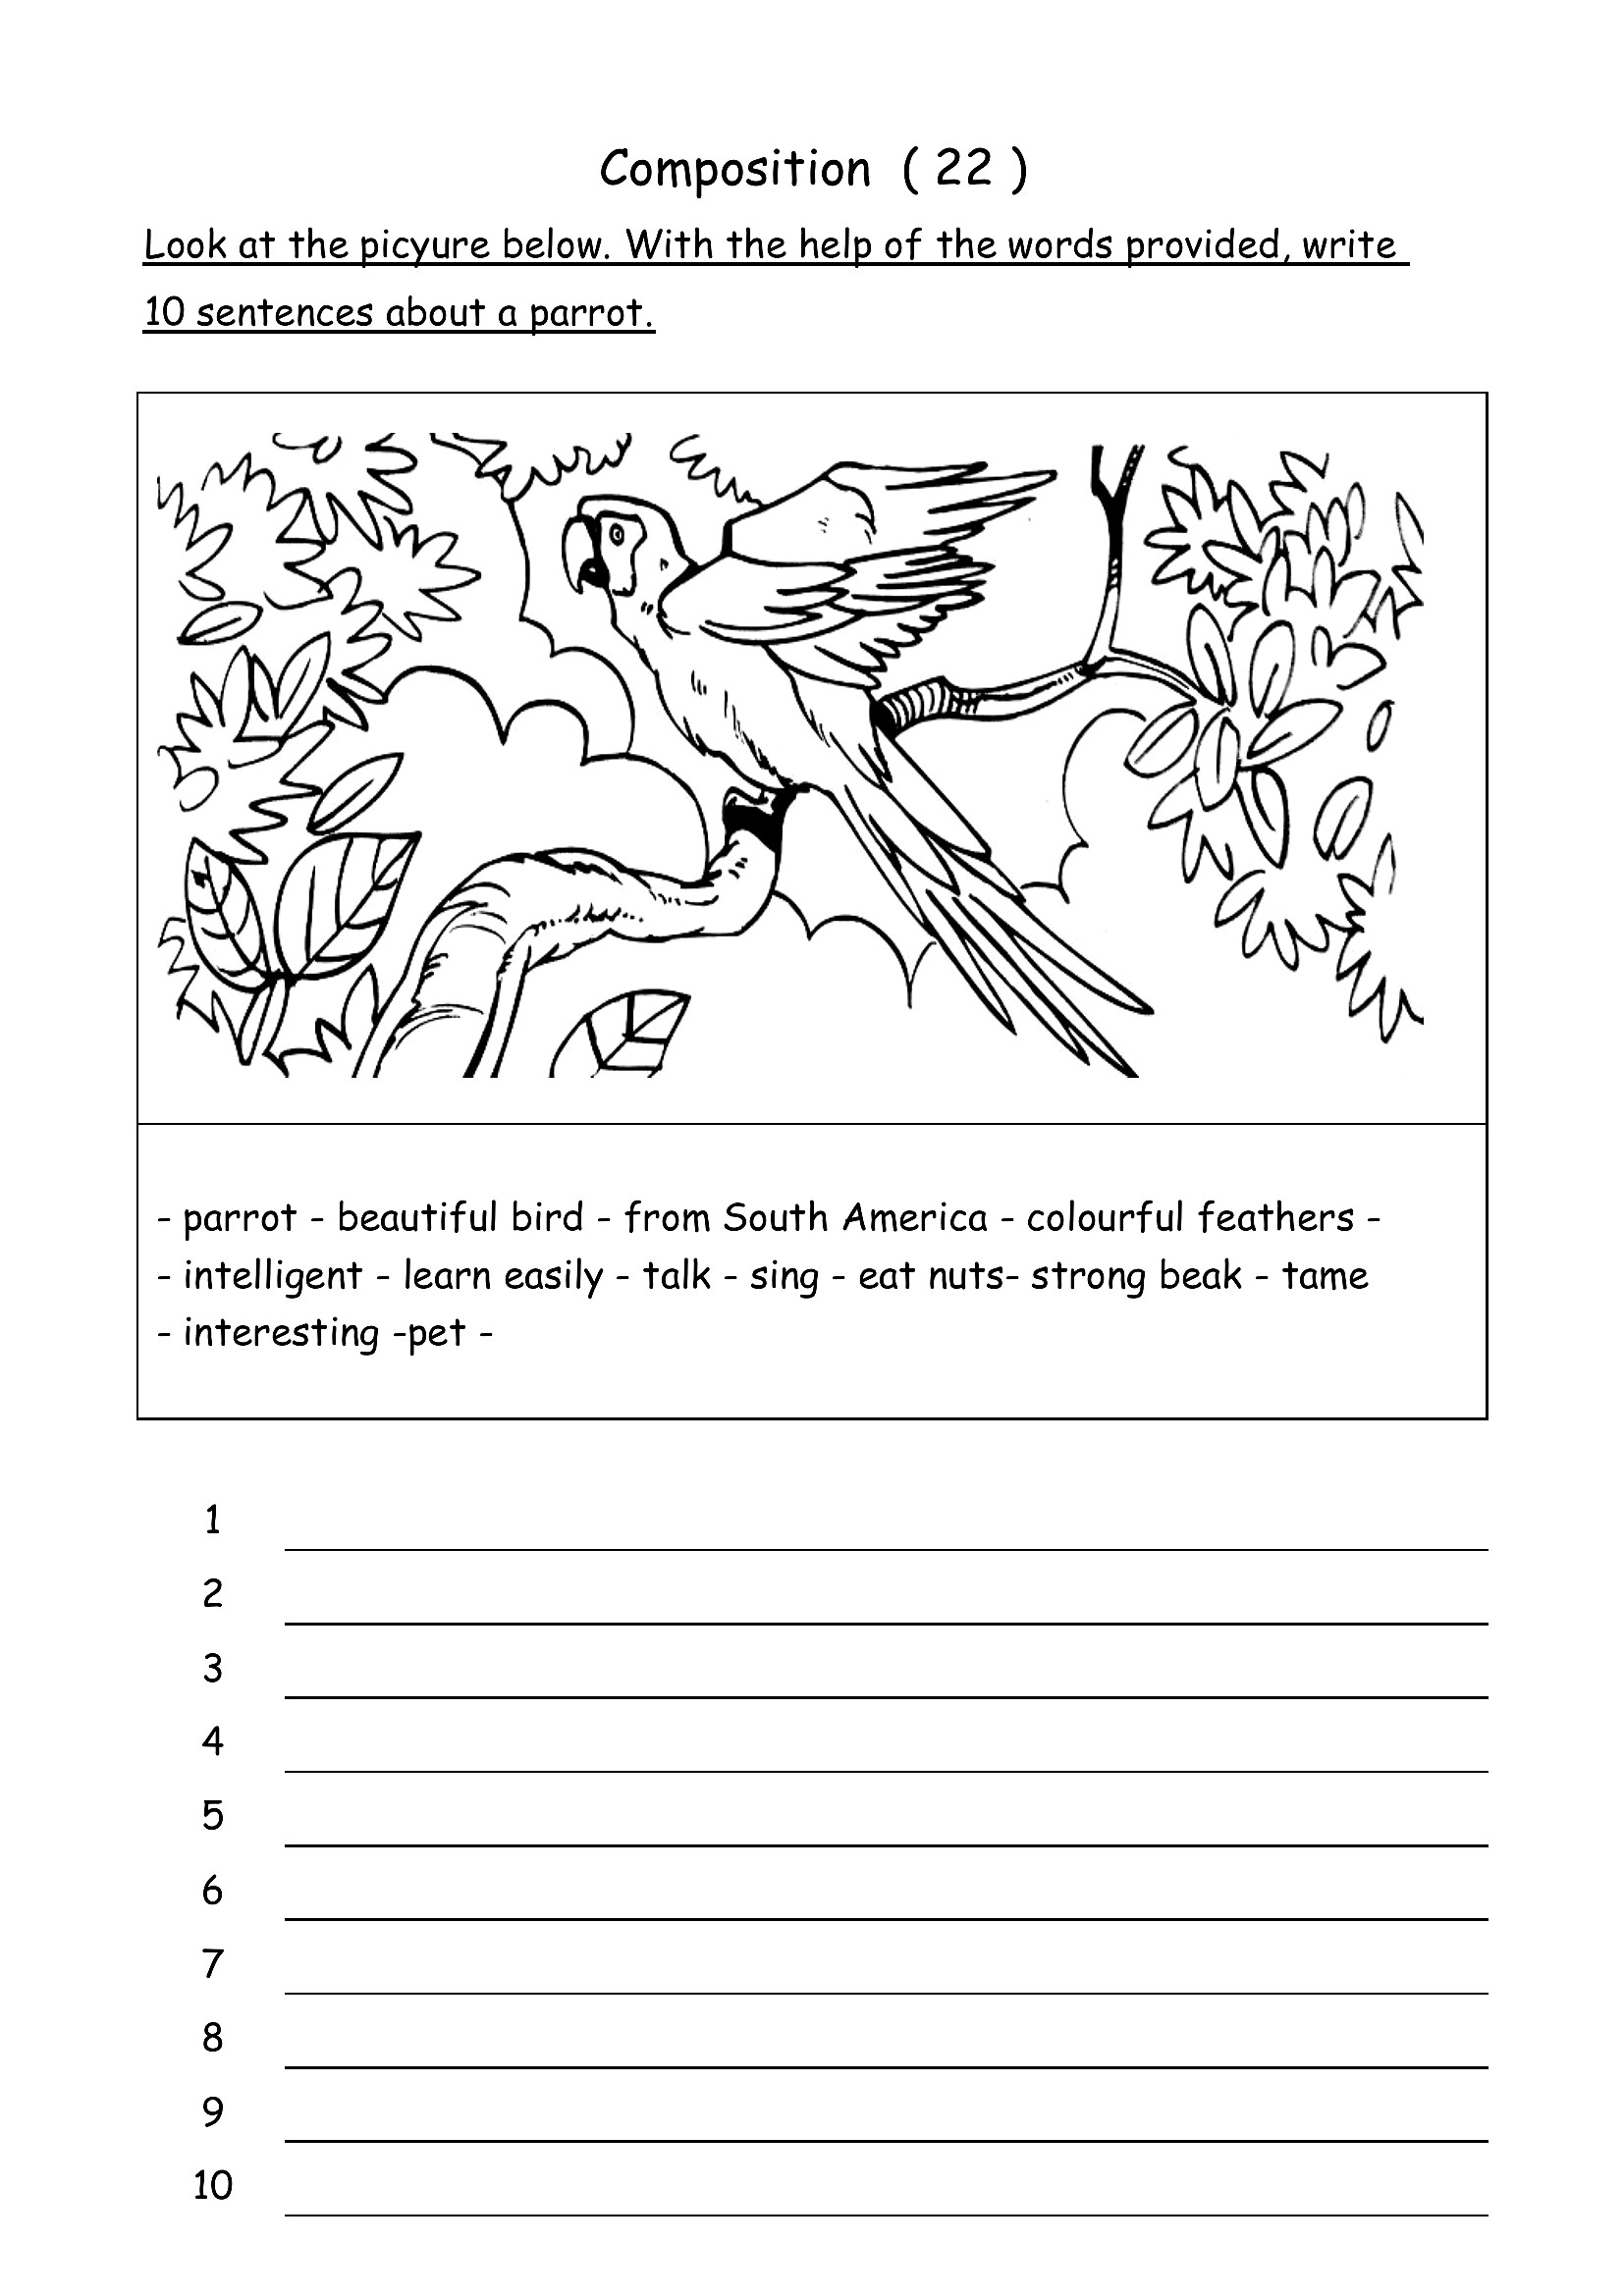 Composition ( 22 )
Look at the picyure below. With the help of the words provided, write
10 sentences about a parrot.
- parrot - beautiful bird - from South America - colourful feathers -
- intelligent - learn easily - talk - sing - eat nuts- strong beak - tame
- interesting -pet -
1
2
3
4
5
6
7
8
9
10